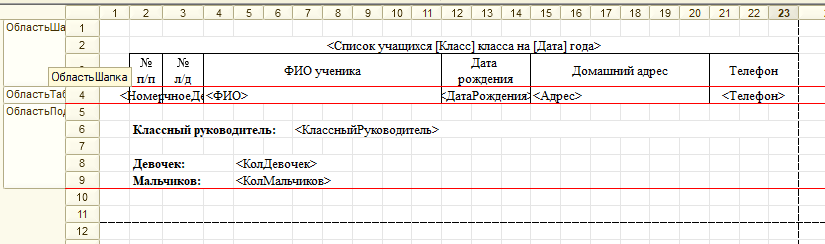 1 2 3 4 5 6 7 8 9 10 11 12 13 14 15 16 17 18 19 20 21 22 23
ОбластьШа 1
2 <Список учащихся [Класс] класса на [Дата] года>
№ п/п № л/д ФИО ученика Дата рождения Домашний адрес Телефон
ОбластьШапка
ОбластьТаб 4 <Номер чноеДе <ФИО> <ДатаРождения> <Адрес> <Телефон>
ОбластьПод 5
6 Классный руководитель: <КлассныйРуководитель>
7
8 Девочек: <КолДевочек>
9 Мальчиков: <КолМальчиков>
10
11
12